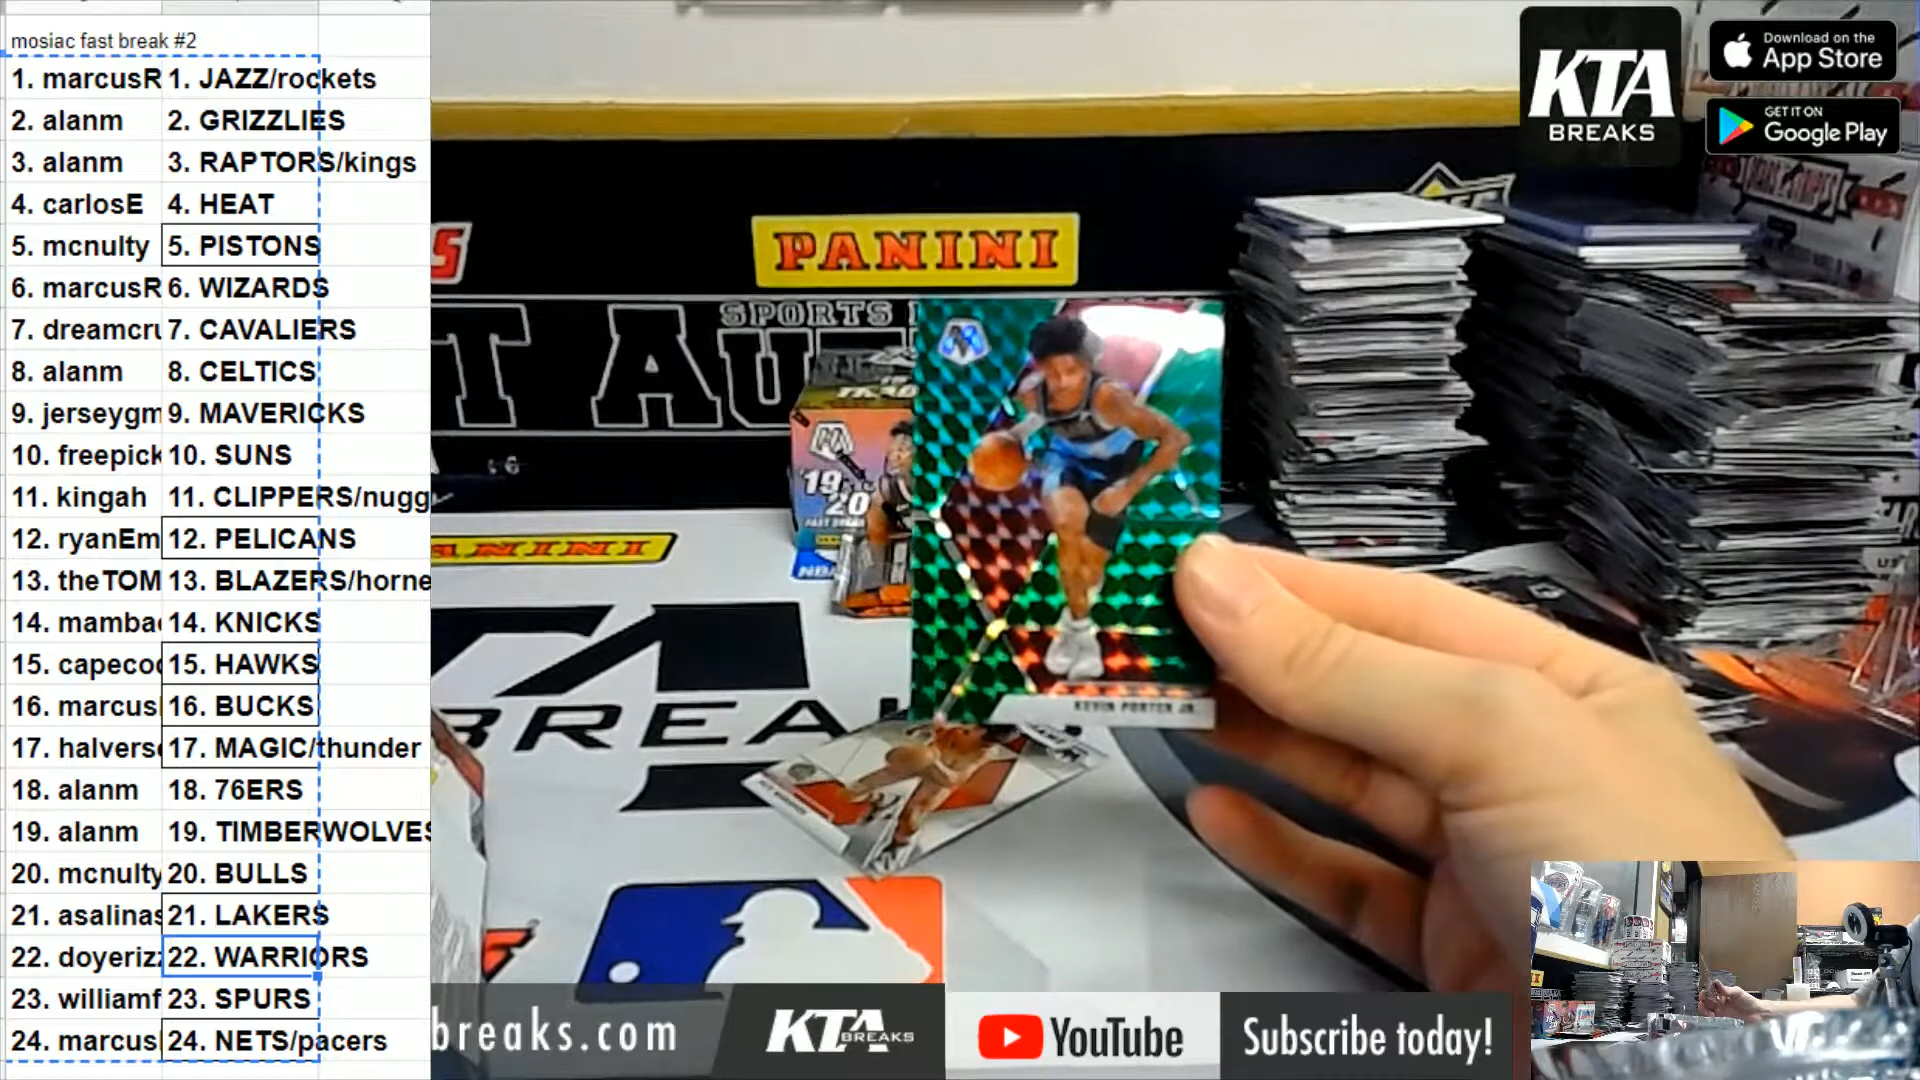 mosiac fast break #2
1. marcusR 1. JAZZ/rockets
2. alanm 2. GRIZZLIES
3. alanm 3. RAPTORS/kings
4. carlosE 4. HEAT
5. mcnulty 5. PISTONS
6. marcusR 6. WIZARDS
7. dreamcru 7. CAVALIERS
8. alanm 8. CELTICS
9. jerseygm 9. MAVERICKS
10. freepick 10. SUNS
11. kingah 11. CLIPPERS/nugg
12. ryanEm 12. PELICANS
13. theTOM 13. BLAZERS/horne
14. mamba 14. KNICKS
15. capecod 15. HAWKS
16. marcus 16. BUCKS
17. halvers 17. MAGIC/thunder
18. alanm 18. 76ERS
19. alanm 19. TIMBERWOLVES
20. mcnulty 20. BULLS
21. asalinas 21. LAKERS
22. doyeriz 22. WARRIORS
23. williamf 23. SPURS
24. marcus 24. NETS/pacers
KTA
BREAKS
Download on the
App Store
GET IT ON
Google Play
PANINI
SPORTS
T AU
19
20
FAST BREAK
ANINI
KEVIN PORTER JR.
BREA
breaks.com
KTA BREAKS
YouTube
Subscribe today!